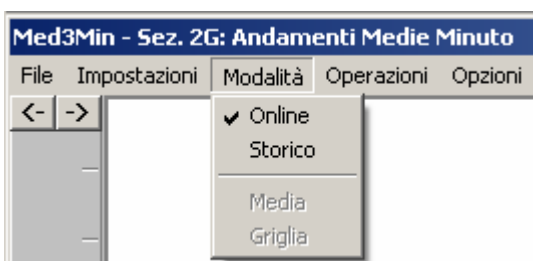 Med3Min - Sez. 2G: Andamenti Medie Minuto
File Impostazioni Modalità Operazioni Opzioni
<- ->
Online
Storico
Media
Griglia